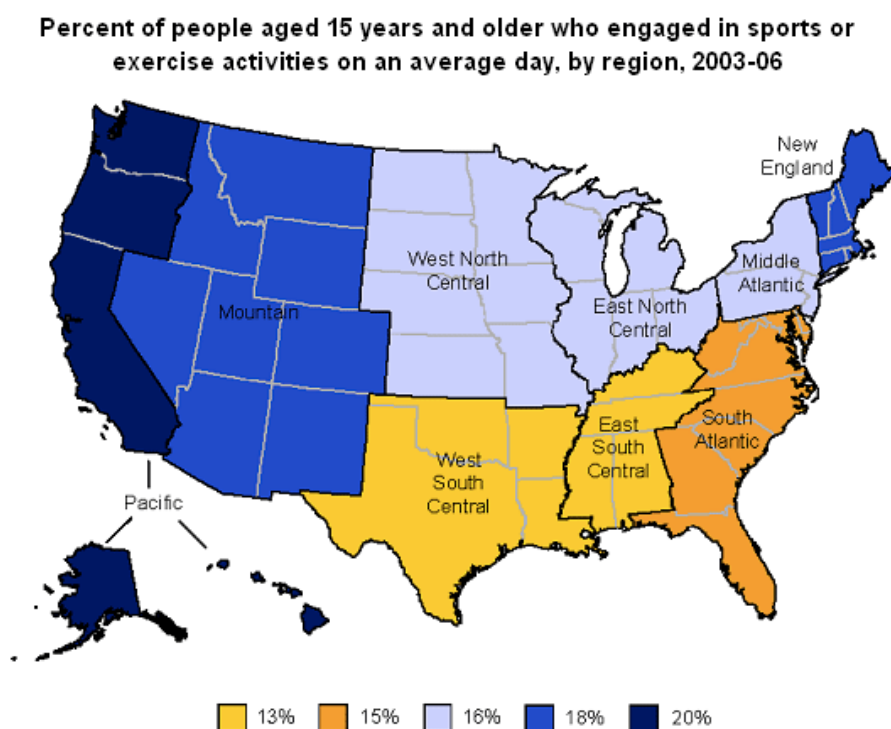 Percent of people aged 15 years and older who engaged in sports or
exercise activities on an average day, by region, 2003-06
New
England
West North
Central
Middle
Atlantic
Mountain
East North
Central
East
South
Central
South
Atlantic
West
South
Central
Pacific
13% 15% 16% 18% 20%